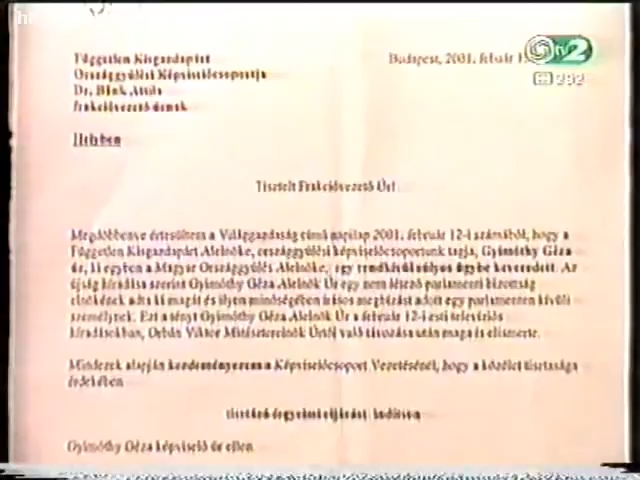 tv2
292
Független Kisgazdapárt
Budapest, 2001. február 1
Országgyűlési Képviselőcsoportja
Dr. Bánk Attila
frakcióvezető úrnak
Helyben
Tisztelt Frakcióvezető Úr!
Megdöbbenve értesültem a Világgazdaság című napilap 2001. február 12-i számából, hogy a
Független Kisgazdapárt Alelnöke, országgyűlési képviselőcsoportunk tagja, Gyimóthy Géza
úr, ki egyben a Magyar Országgyűlés Alelnöke, egy rendkívül súlyos ügybe keveredett. Az
újság híradása szerint Gyimóthy Géza Alelnök Úr egy nem létező parlamenti bizottság
elnökének adta ki magát és ilyen minőségében írásos megbízást adott egy parlamenten kívüli
személynek. Ezt a tényt Gyimóthy Géza Alelnök Úr a február 12-i esti televíziós
híradásokban, Orbán Viktor Miniszterelnök Úrtól való távozása után maga és elismerte.
Mindezek alapján kezdeményezem a Képviselőcsoport Vezetésénél, hogy a közélet tisztasága
érdekében
tisztázó fegyelmi eljárást indítson
Gyimóthy Géza képviselő úr ellen